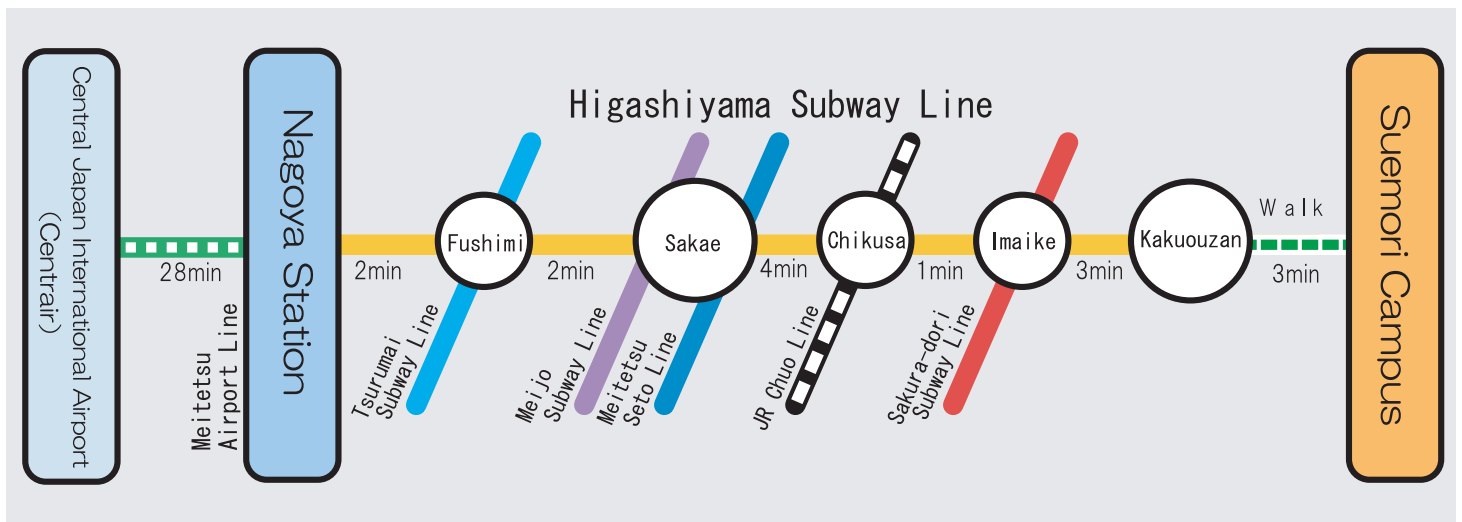 Higashiyama Subway Line
Central Japan International Airport
(Centrair)
28min
Meitetsu
Airport Line
Nagoya Station
2min
Fushimi
Tsurumai
Subway Line
2min
Sakae
Meijo
Subway Line
Meitetsu
Seto Line
4min
Chikusa
JR Chuo Line
1min
Imaike
Sakura-dori
Subway Line
3min
Kakuouzan
Walk
3min
Suemori Campus